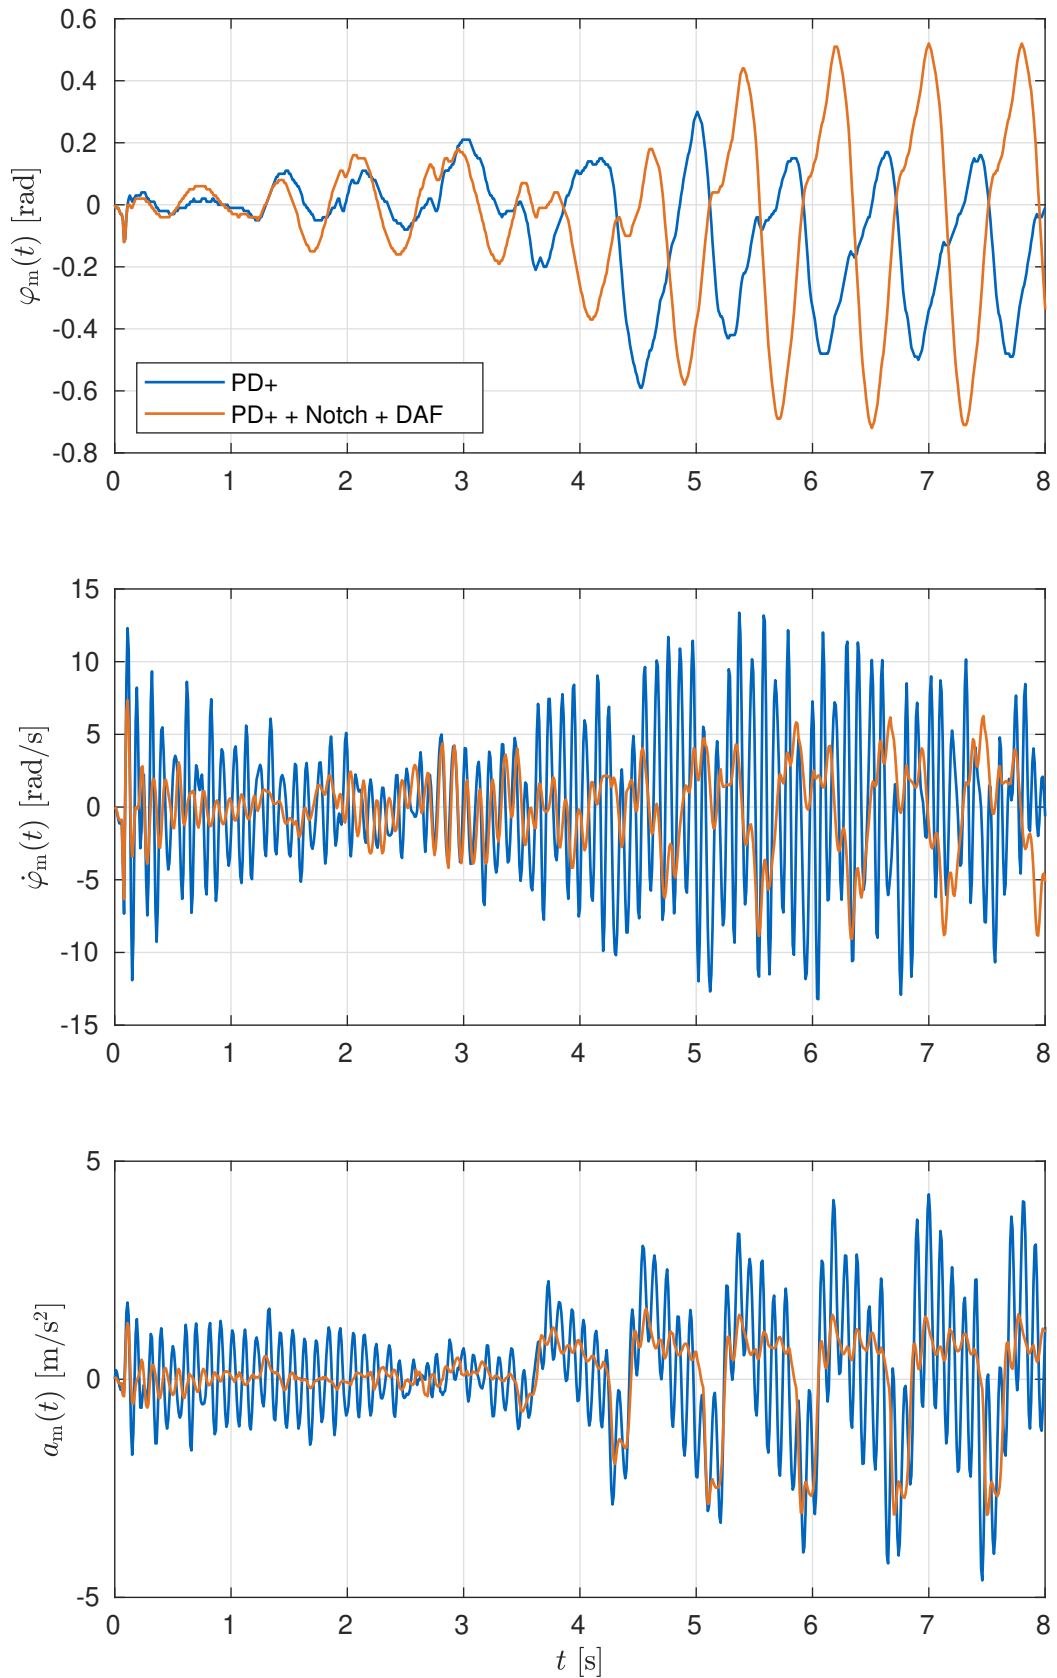 0.6
0.4
0.2
0
-0.2
-0.4
-0.6
-0.8
φm(t) [rad]
PD+
PD+ + Notch + DAF
0 1 2 3 4 5 6 7 8
15
10
5
0
-5
-10
-15
φ̇m(t) [rad/s]
0 1 2 3 4 5 6 7 8
5
0
-5
am(t) [m/s²]
0 1 2 3 4 5 6 7 8
t [s]